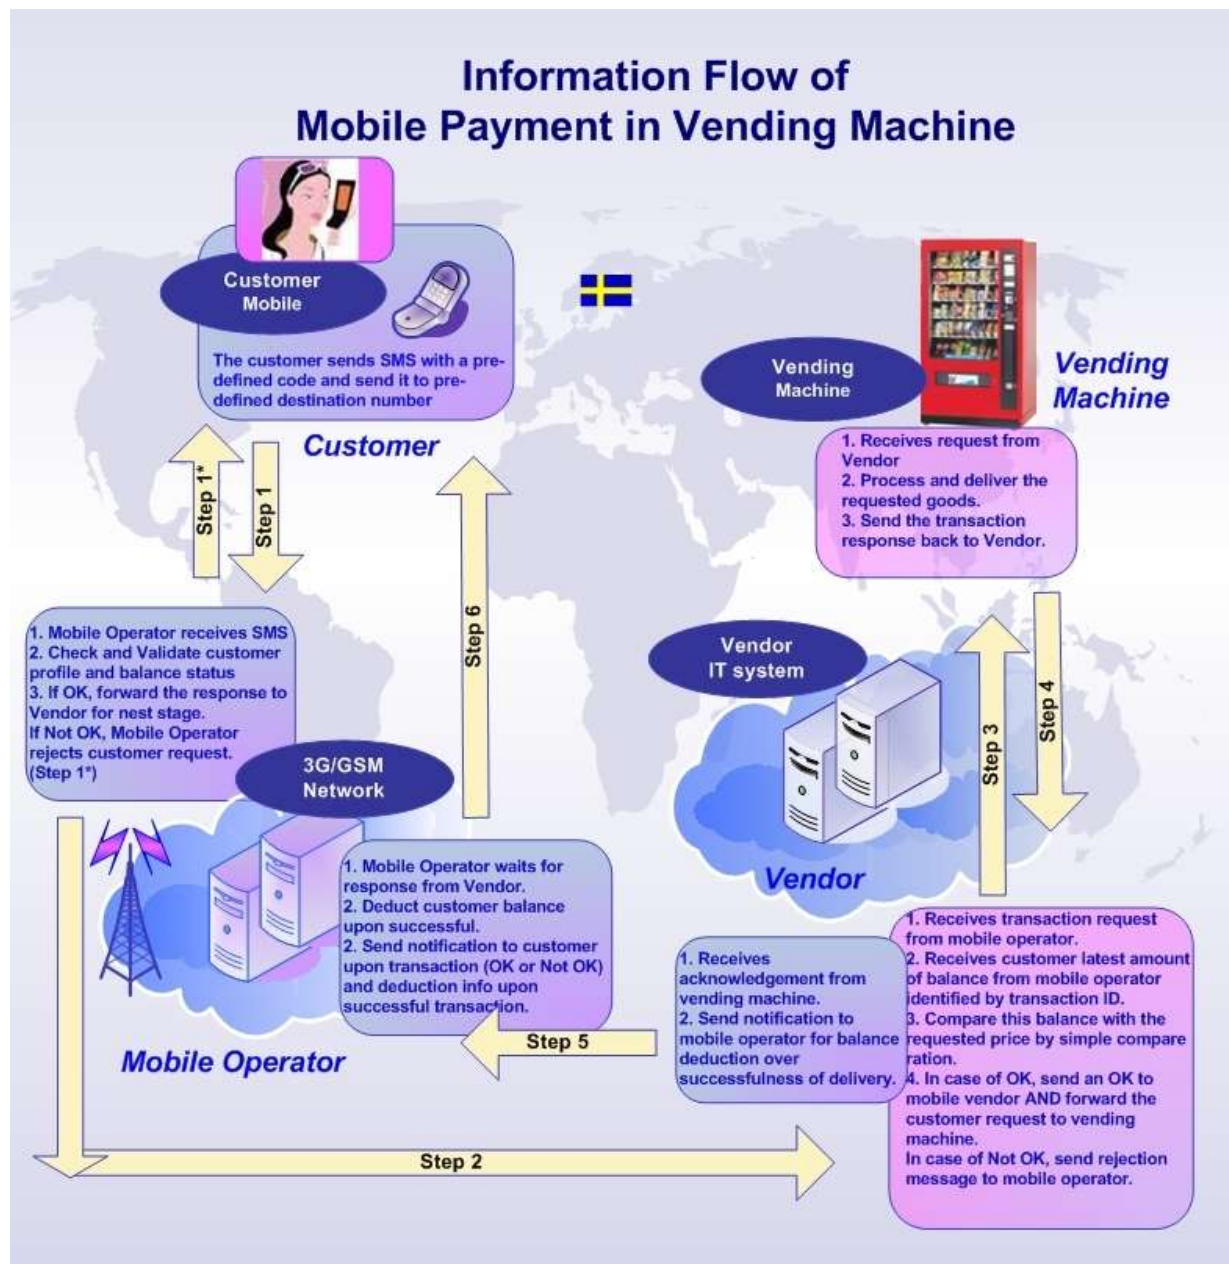 Information Flow of
Mobile Payment in Vending Machine
Customer
Mobile
The customer sends SMS with a pre-
defined code and send it to pre-
defined destination number
Customer
Vending
Machine
Vending
Machine
1. Receives request from
Vendor
2. Process and deliver the
requested goods.
3. Send the transaction
response back to Vendor.
Step 1*
Step 1
Step 6
1. Mobile Operator receives SMS
2. Check and Validate customer
profile and balance status
3. If OK, forward the response to
Vendor for nest stage.
If Not OK, Mobile Operator
rejects customer request.
(Step 1*)
3G/GSM
Network
Vendor
IT system
Step 3
Step 4
Vendor
1. Mobile Operator waits for
response from Vendor.
2. Deduct customer balance
upon successful.
2. Send notification to customer
upon transaction (OK or Not OK)
and deduction info upon
successful transaction.
Mobile Operator
Step 5
1. Receives
acknowledgement from
vending machine.
2. Send notification to
mobile operator for balance
deduction over
successfulness of delivery.
1. Receives transaction request
from mobile operator.
2. Receives customer latest amount
of balance from mobile operator
identified by transaction ID.
3. Compare this balance with the
requested price by simple compare
ration.
4. In case of OK, send an OK to
mobile vendor AND forward the
customer request to vending
machine.
In case of Not OK, send rejection
message to mobile operator.
Step 2